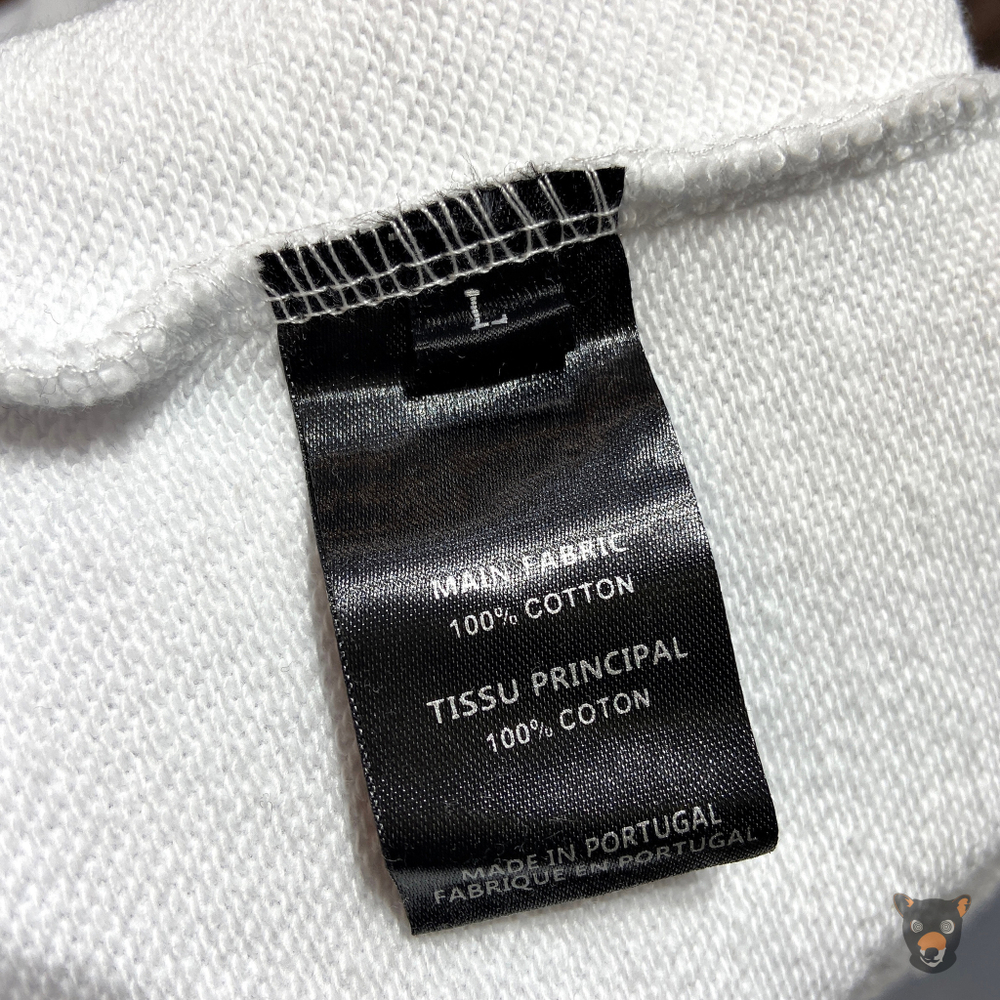 L
MAIN FABRIC
100% COTTON
TISSU PRINCIPAL
100% COTON
MADE IN PORTUGAL
FABRIQUE EN PORTUGAL